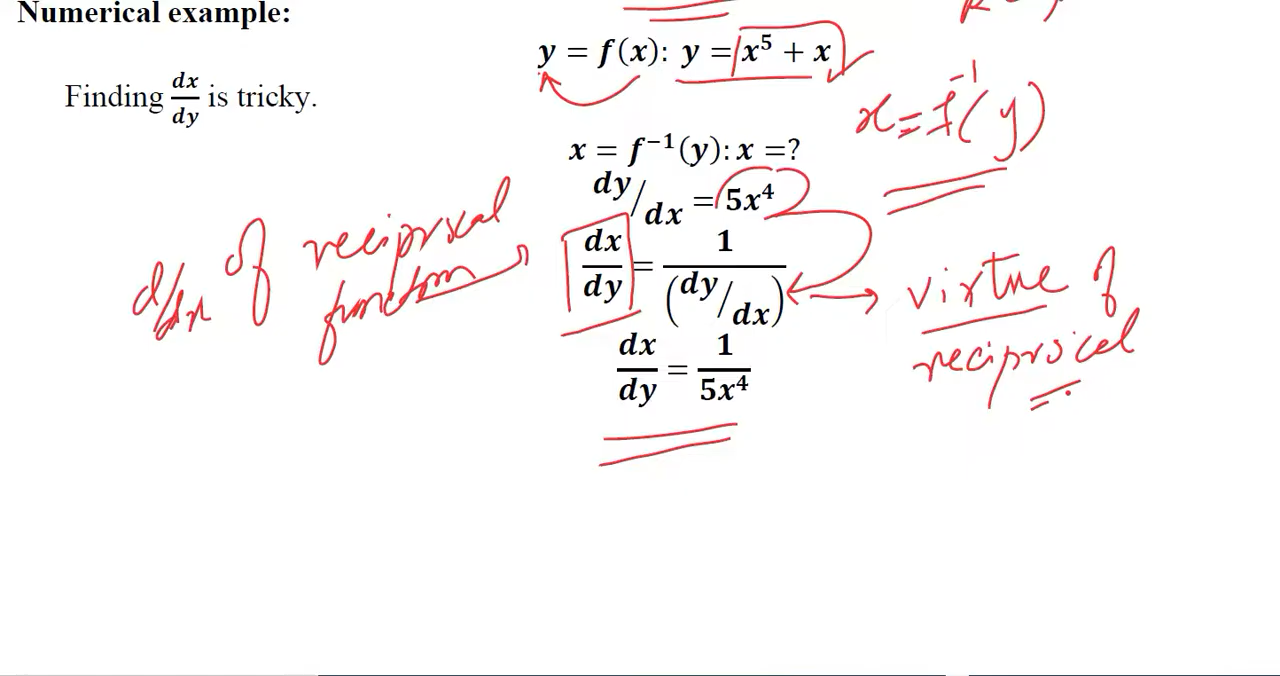 Numerical example:
y = f(x): y = x⁵ + x
Finding dx/dy is tricky.
x = f⁻¹(y)
x = f⁻¹(y): x =?
dy/dx = 5x⁴
dx/dy = 1/(dy/dx)
d/dx of reciprocal
function
virtue of
reciprocal
dx/dy = 1/5x⁴